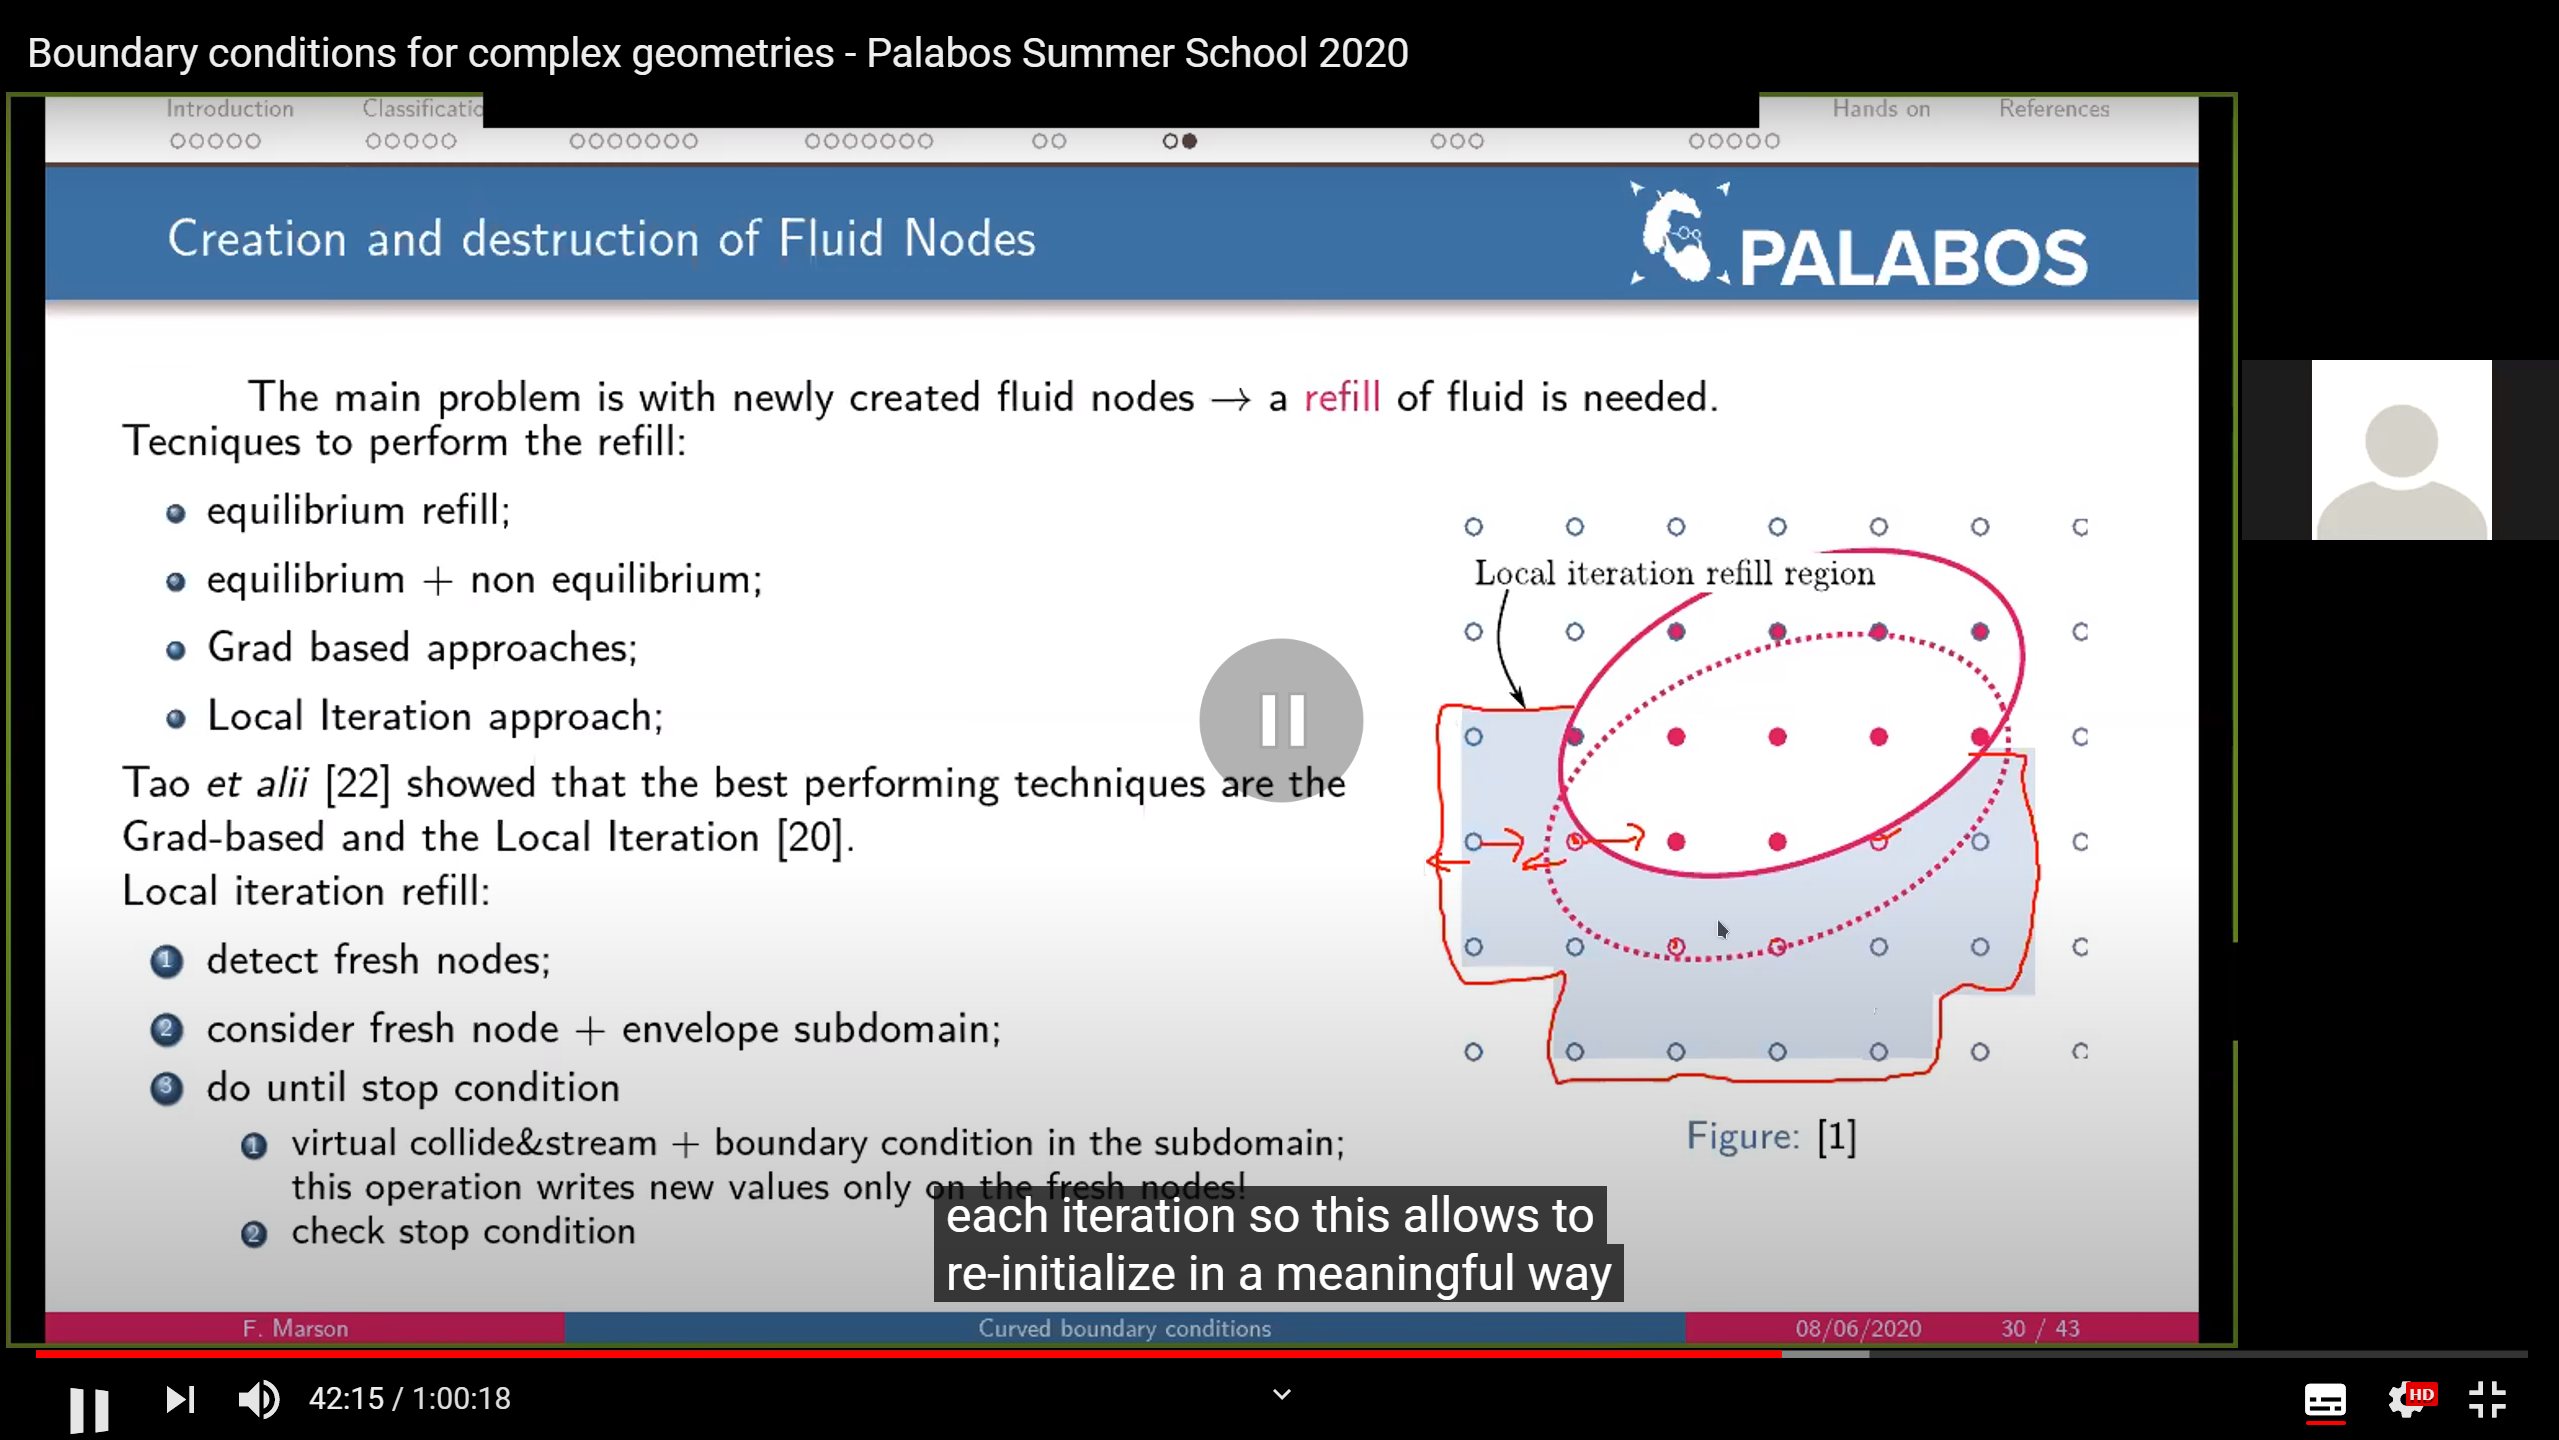 Boundary conditions for complex geometries - Palabos Summer School 2020
Introduction
Hands on
References
Creation and destruction of Fluid Nodes
PALABOS
The main problem is with newly created fluid nodes → a refill of fluid is needed.
Tecniques to perform the refill:
equilibrium refill;
equilibrium + non equilibrium;
Grad based approaches;
Local Iteration approach;
Tao et alii [22] showed that the best performing techniques are the
Grad-based and the Local Iteration [20].
Local iteration refill:
1 detect fresh nodes;
2 consider fresh node + envelope subdomain;
3 do until stop condition
1 virtual collide&stream + boundary condition in the subdomain;
this operation writes new values only on the fresh nodes!
2 check stop condition
Local iteration refill region
Figure: [1]
each iteration so this allows to
re-initialize in a meaningful way
F. Marson
Curved boundary conditions
08/06/2020
30 / 43
42:15 / 1:00:18
HD